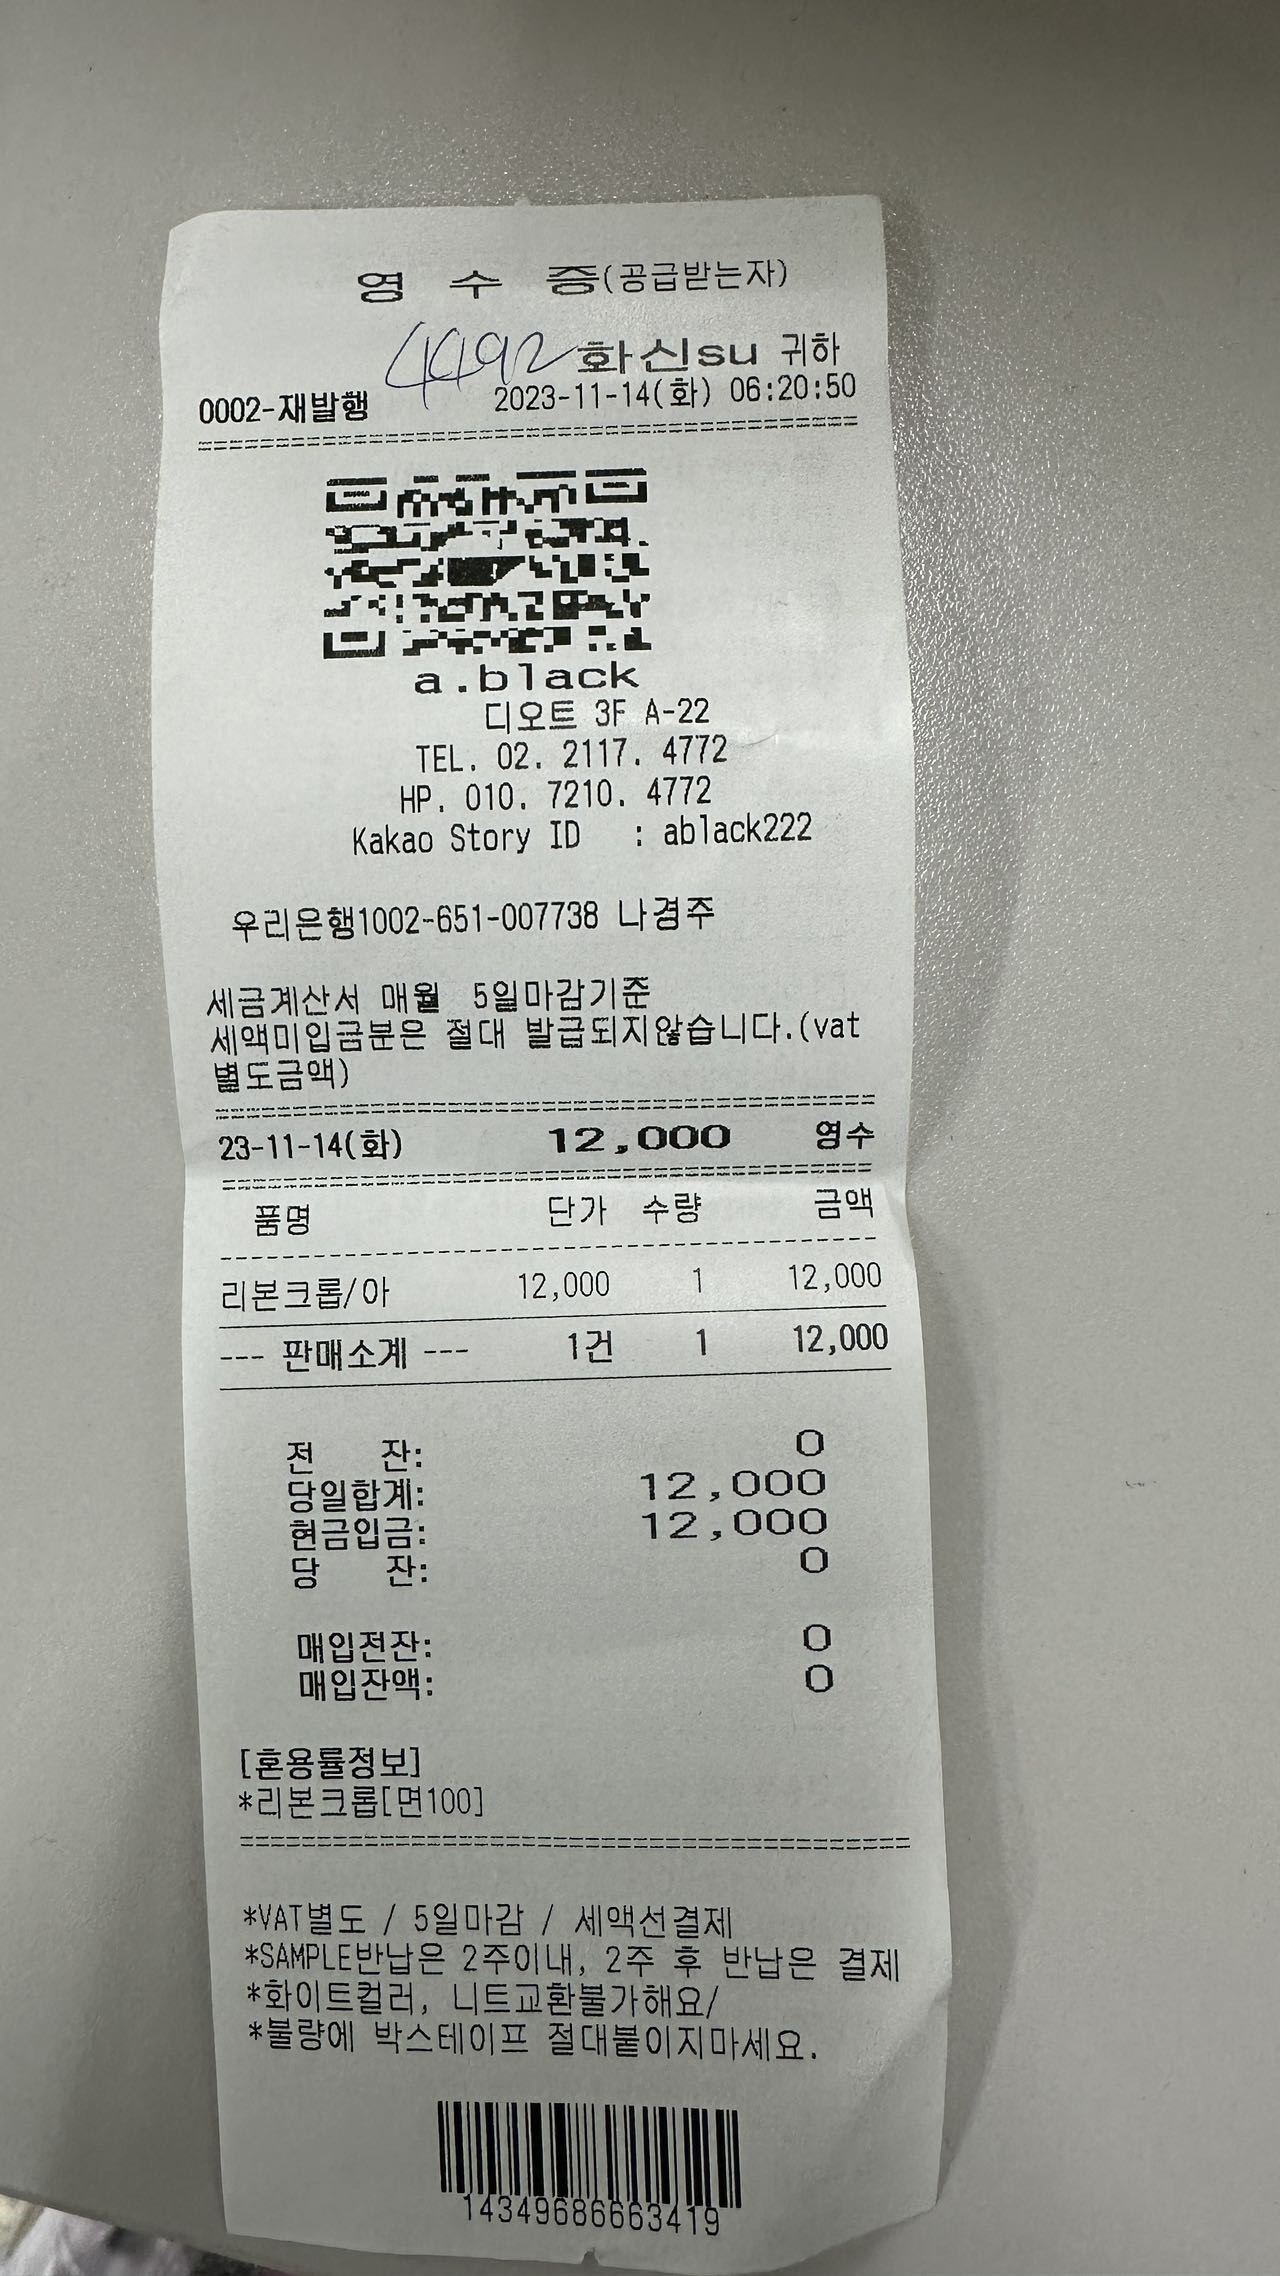 영 수 증(공급받는자)
4492 화신su 귀하
0002-재발행 2023-11-14(화) 06:20:50
a.black
디오트 3F A-22
TEL. 02. 2117. 4772
HP. 010. 7210. 4772
Kakao Story ID : ablack222
우리은행1002-651-007738 나경주
세금계산서 매월 5일마감기준
세액미입금분은 절대 발급되지않습니다.(vat
별도금액)
23-11-14(화) 12,000 영수
품명 단가 수량 금액
리본크롭/아 12,000 1 12,000
--- 판매소계 --- 1건 1 12,000
전 잔: 0
당일합계: 12,000
현금입금: 12,000
당 잔: 0
매입전잔: 0
매입잔액: 0
[혼용률정보]
*리본크롭[면100]
*VAT별도 / 5일마감 / 세액선결제
*SAMPLE반납은 2주이내, 2주 후 반납은 결제
*화이트컬러, 니트교환불가해요/
*불량에 박스테이프 절대붙이지마세요.
14349686663419